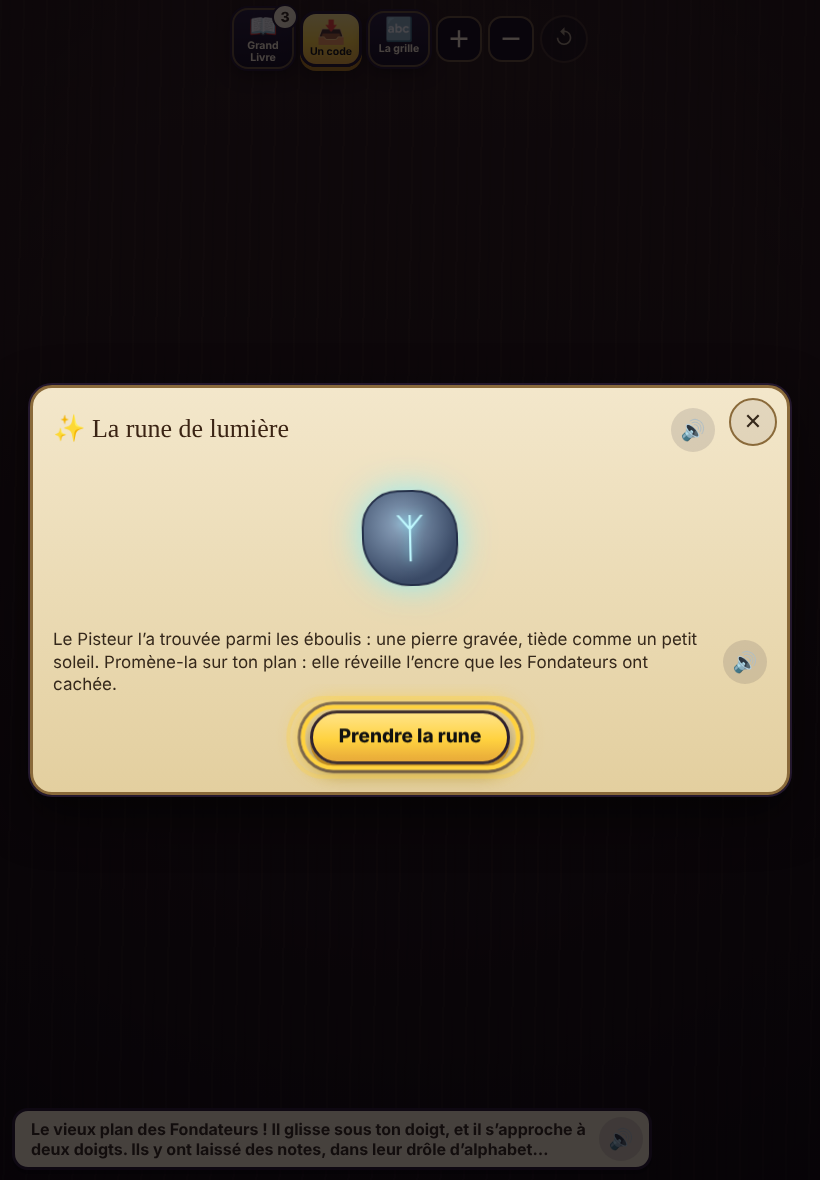 3
Grand
Livre
Un code
abc
La grille
La rune de lumière
ᛉ
Le Pisteur l’a trouvée parmi les éboulis : une pierre gravée, tiède comme un petit
soleil. Promène-la sur ton plan : elle réveille l’encre que les Fondateurs ont
cachée.
Prendre la rune
Le vieux plan des Fondateurs ! Il glisse sous ton doigt, et il s’approche à
deux doigts. Ils y ont laissé des notes, dans leur drôle d’alphabet…